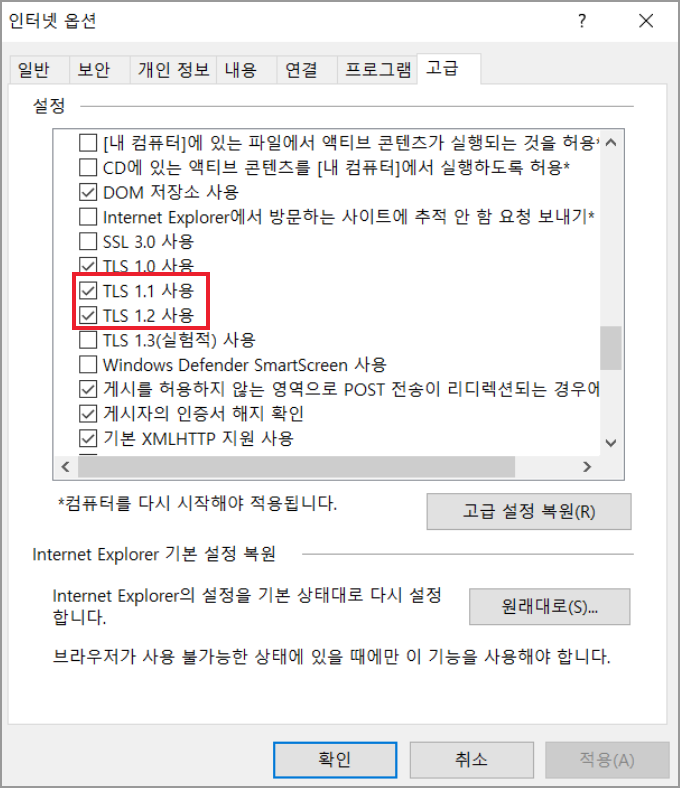 인터넷 옵션
일반 보안 개인 정보 내용 연결 프로그램 고급
설정
[내 컴퓨터]에 있는 파일에서 액티브 콘텐츠가 실행되는 것을 허용*
CD에 있는 액티브 콘텐츠를 [내 컴퓨터]에서 실행하도록 허용*
DOM 저장소 사용
Internet Explorer에서 방문하는 사이트에 추적 안 함 요청 보내기*
SSL 3.0 사용
TLS 1.0 사용
TLS 1.1 사용
TLS 1.2 사용
TLS 1.3(실험적) 사용
Windows Defender SmartScreen 사용
게시를 허용하지 않는 영역으로 POST 전송이 리디렉션되는 경우에
게시자의 인증서 해지 확인
기본 XMLHTTP 지원 사용
*컴퓨터를 다시 시작해야 적용됩니다.
고급 설정 복원(R)
Internet Explorer 기본 설정 복원
Internet Explorer의 설정을 기본 상태대로 다시 설정
합니다.
원래대로(S)...
브라우저가 사용 불가능한 상태에 있을 때에만 이 기능을 사용해야 합니다.
확인 취소 적용(A)